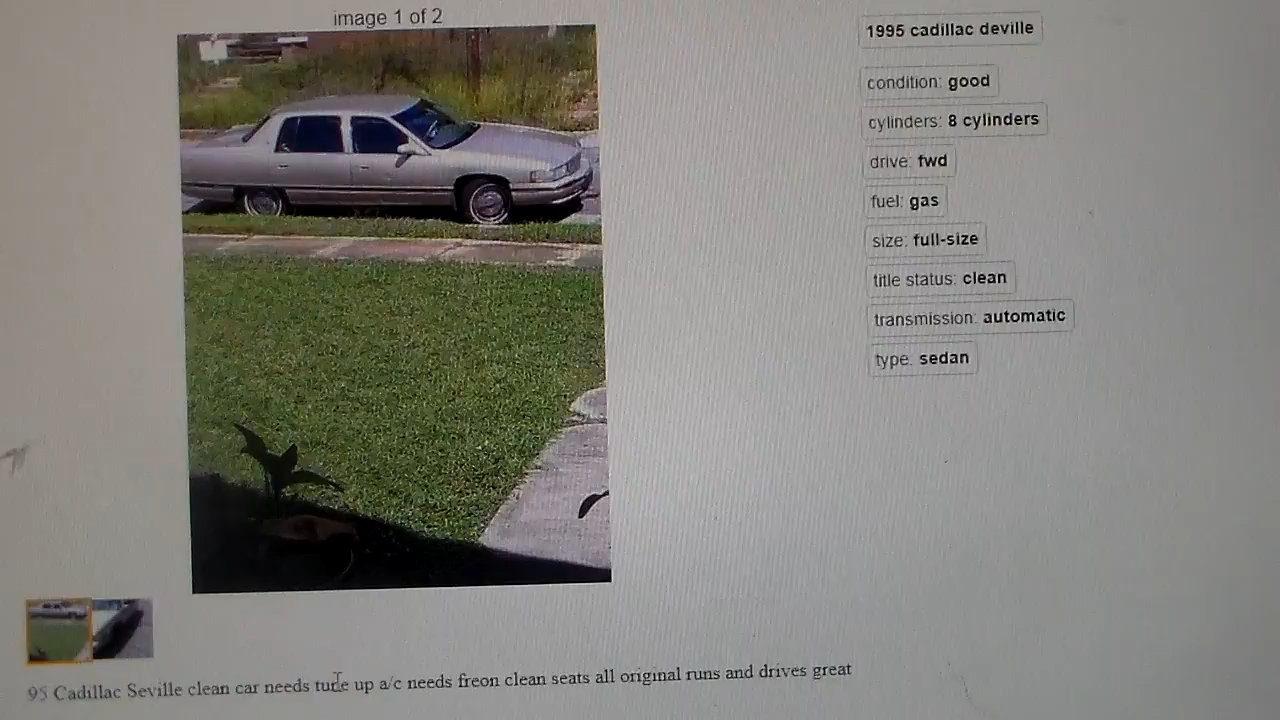 image 1 of 2
1995 cadillac deville
condition: good
cylinders: 8 cylinders
drive: fwd
fuel: gas
size: full-size
title status: clean
transmission: automatic
type: sedan
95 Cadillac Seville clean car needs tune up a/c needs freon clean seats all original runs and drives great